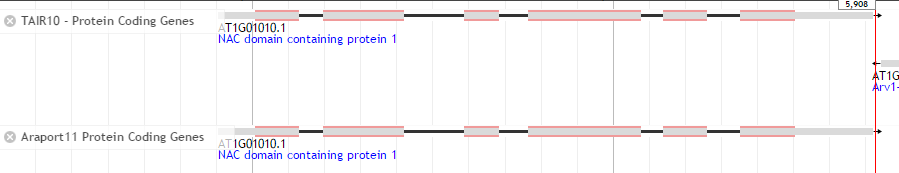 5,908
TAIR10 - Protein Coding Genes
AT1G01010.1
NAC domain containing protein 1
AT1G
Arv1-
Araport11 Protein Coding Genes
AT1G01010.1
NAC domain containing protein 1